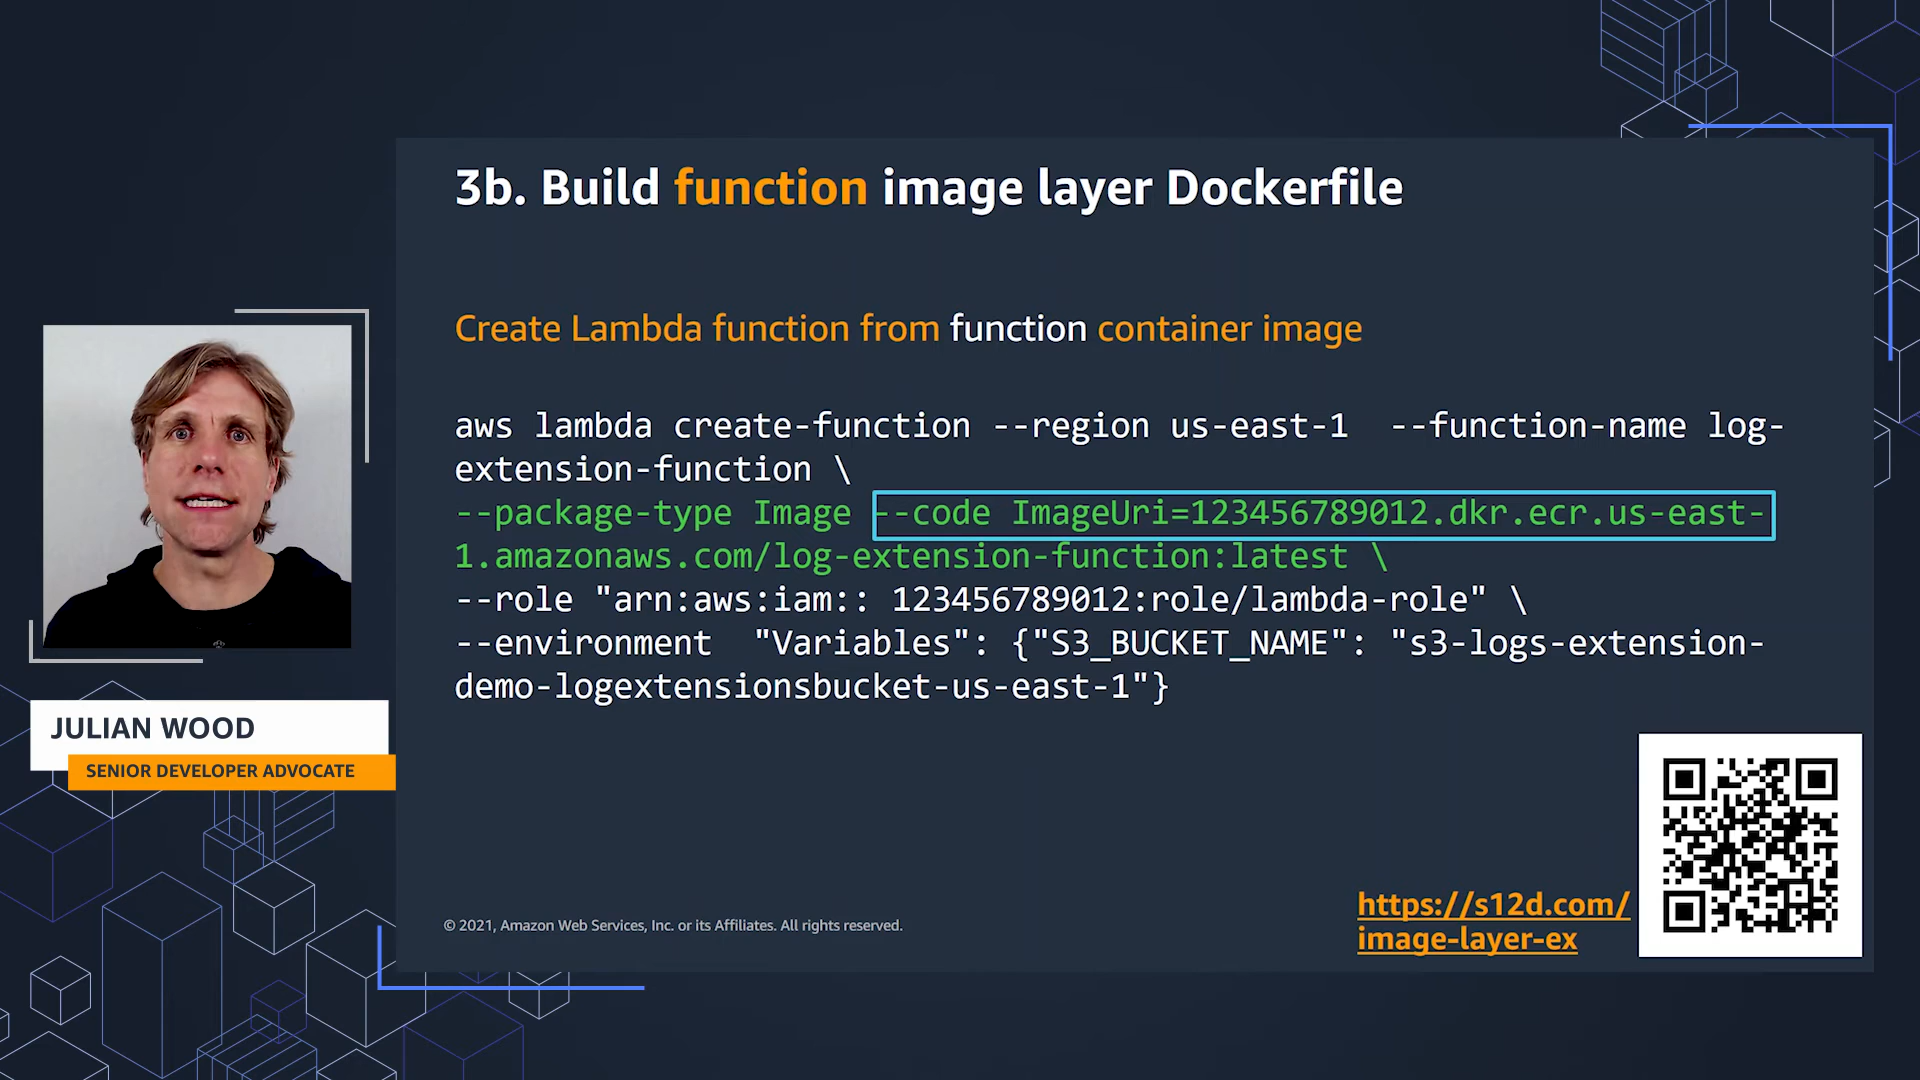 3b. Build function image layer Dockerfile
Create Lambda function from function container image
aws lambda create-function --region us-east-1  --function-name log-
extension-function \
--package-type Image --code ImageUri=123456789012.dkr.ecr.us-east-
1.amazonaws.com/log-extension-function:latest \
--role "arn:aws:iam:: 123456789012:role/lambda-role" \
--environment  "Variables": {"S3_BUCKET_NAME": "s3-logs-extension-
demo-logextensionsbucket-us-east-1"}
JULIAN WOOD
SENIOR DEVELOPER ADVOCATE
© 2021, Amazon Web Services, Inc. or its Affiliates. All rights reserved.
https://s12d.com/
image-layer-ex